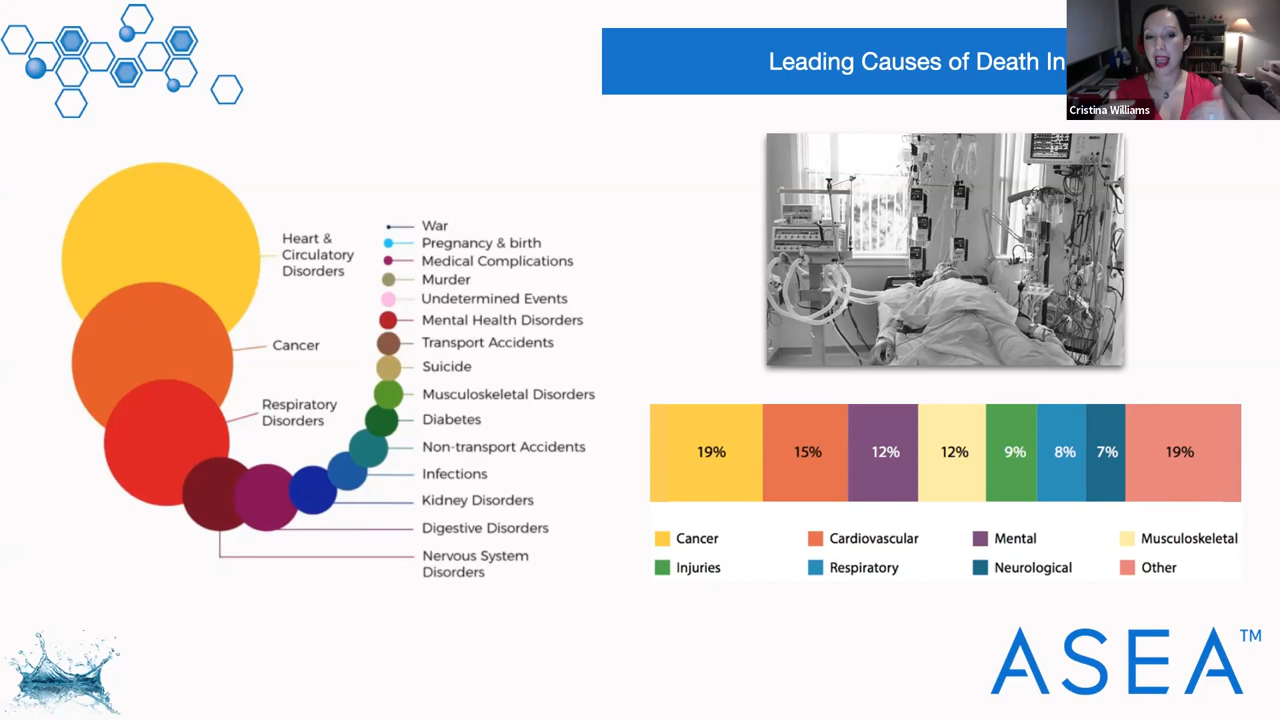 Leading Causes of Death In
Cristina Williams
Heart &
Circulatory
Disorders
Cancer
Respiratory
Disorders
War
Pregnancy & birth
Medical Complications
Murder
Undetermined Events
Mental Health Disorders
Transport Accidents
Suicide
Musculoskeletal Disorders
Diabetes
Non-transport Accidents
Infections
Kidney Disorders
Digestive Disorders
Nervous System
Disorders
19% 15% 12% 12% 9% 8% 7% 19%
Cancer Cardiovascular Mental Musculoskeletal
Injuries Respiratory Neurological Other
ASEA™